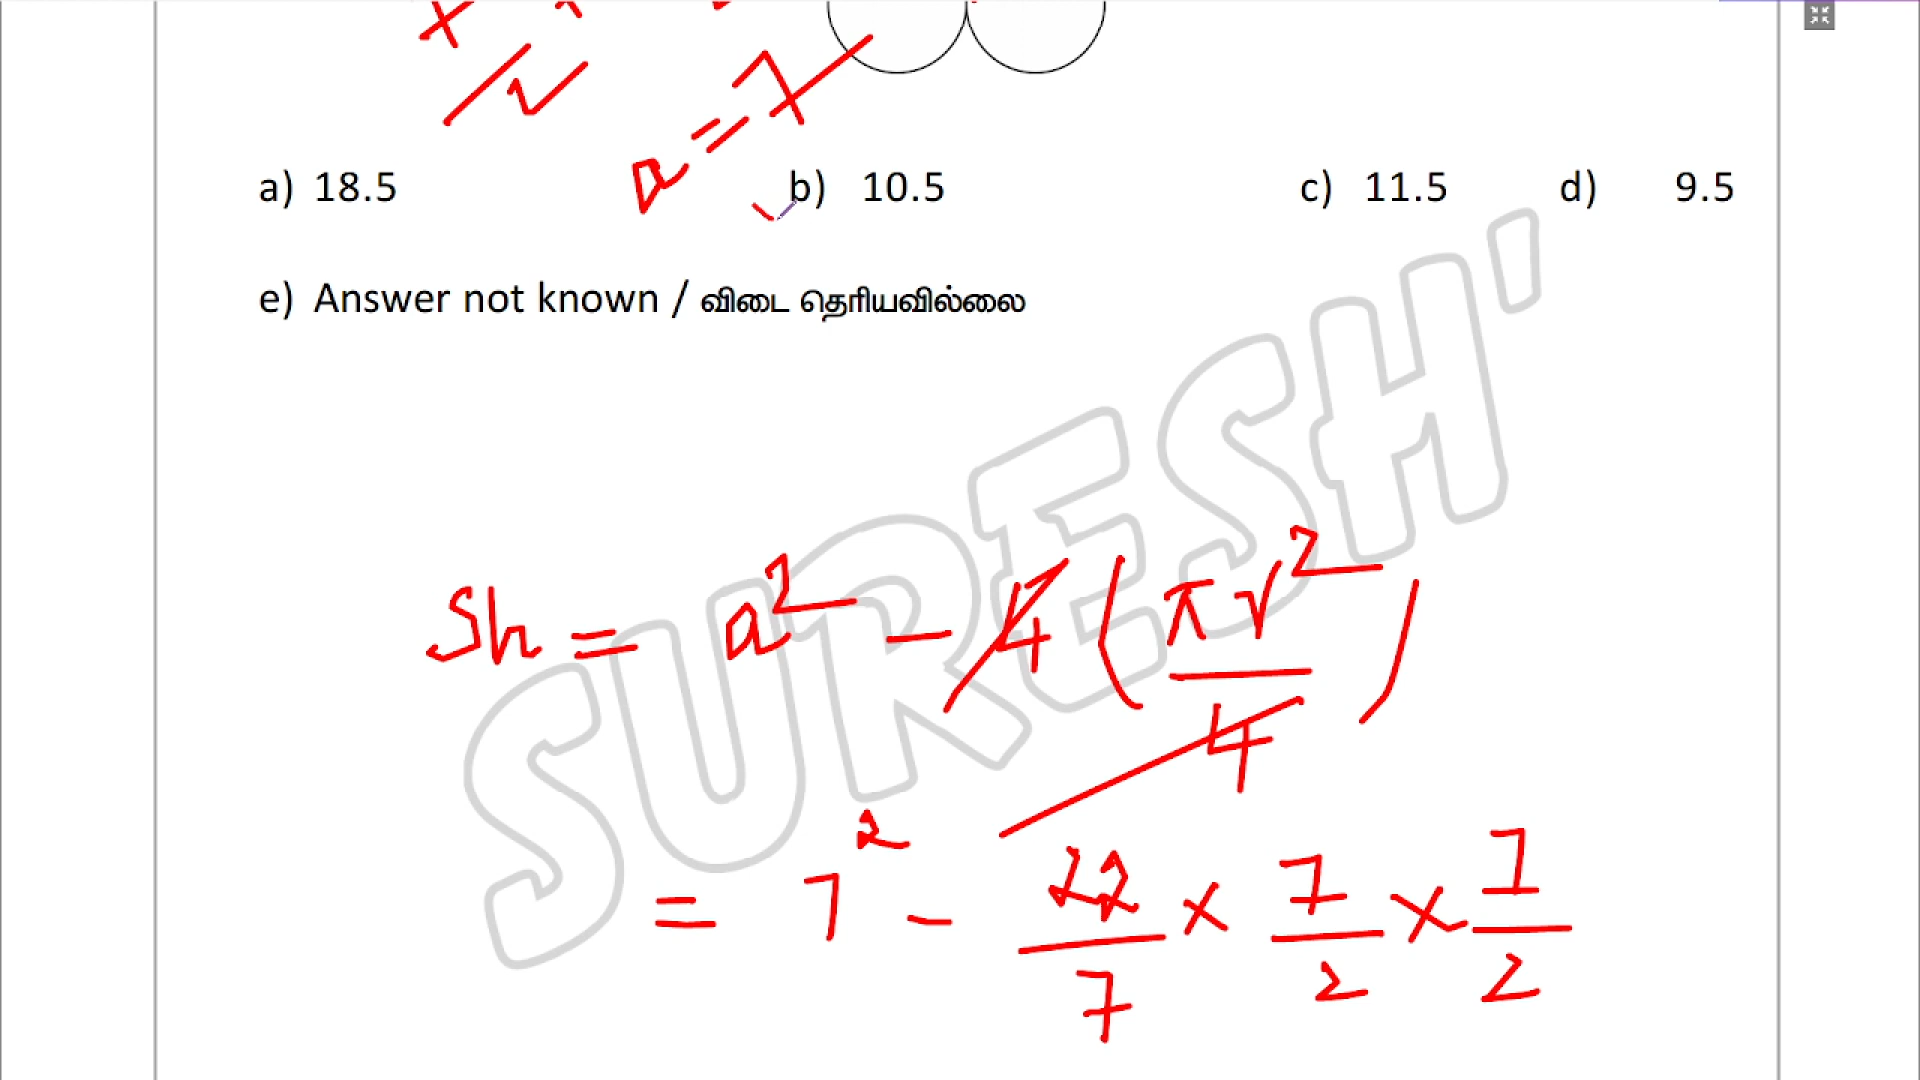 a = 7
a) 18.5 b) 10.5 c) 11.5 d) 9.5
e) Answer not known / விடை தெரியவில்லை
SURESH'
Sh = a² - 4 (πr²/4)
= 7² - 22/7 × 7/2 × 7/2